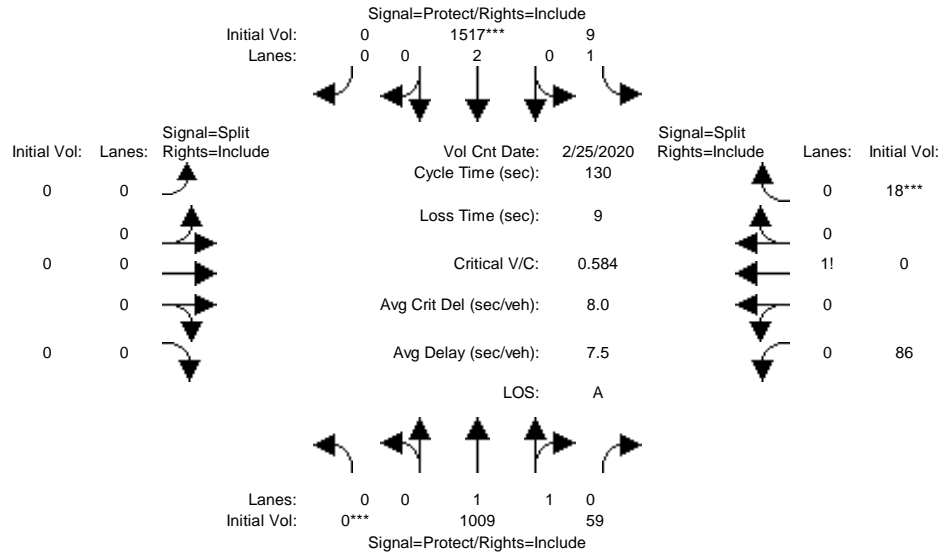 Signal=Protect/Rights=Include
Initial Vol: 0 1517*** 9
Lanes: 0 0 2 0 1
Signal=Split
Rights=Include
Initial Vol: Lanes:
Vol Cnt Date: 2/25/2020
Signal=Split
Rights=Include
Lanes: Initial Vol:
Cycle Time (sec): 130
0 0
0 18***
Loss Time (sec): 9
0
0
0 0
Critical V/C: 0.584
1! 0
0
Avg Crit Del (sec/veh): 8.0
0
0 0
Avg Delay (sec/veh): 7.5
0 86
LOS: A
Lanes: 0 0 1 1 0
Initial Vol: 0*** 1009 59
Signal=Protect/Rights=Include